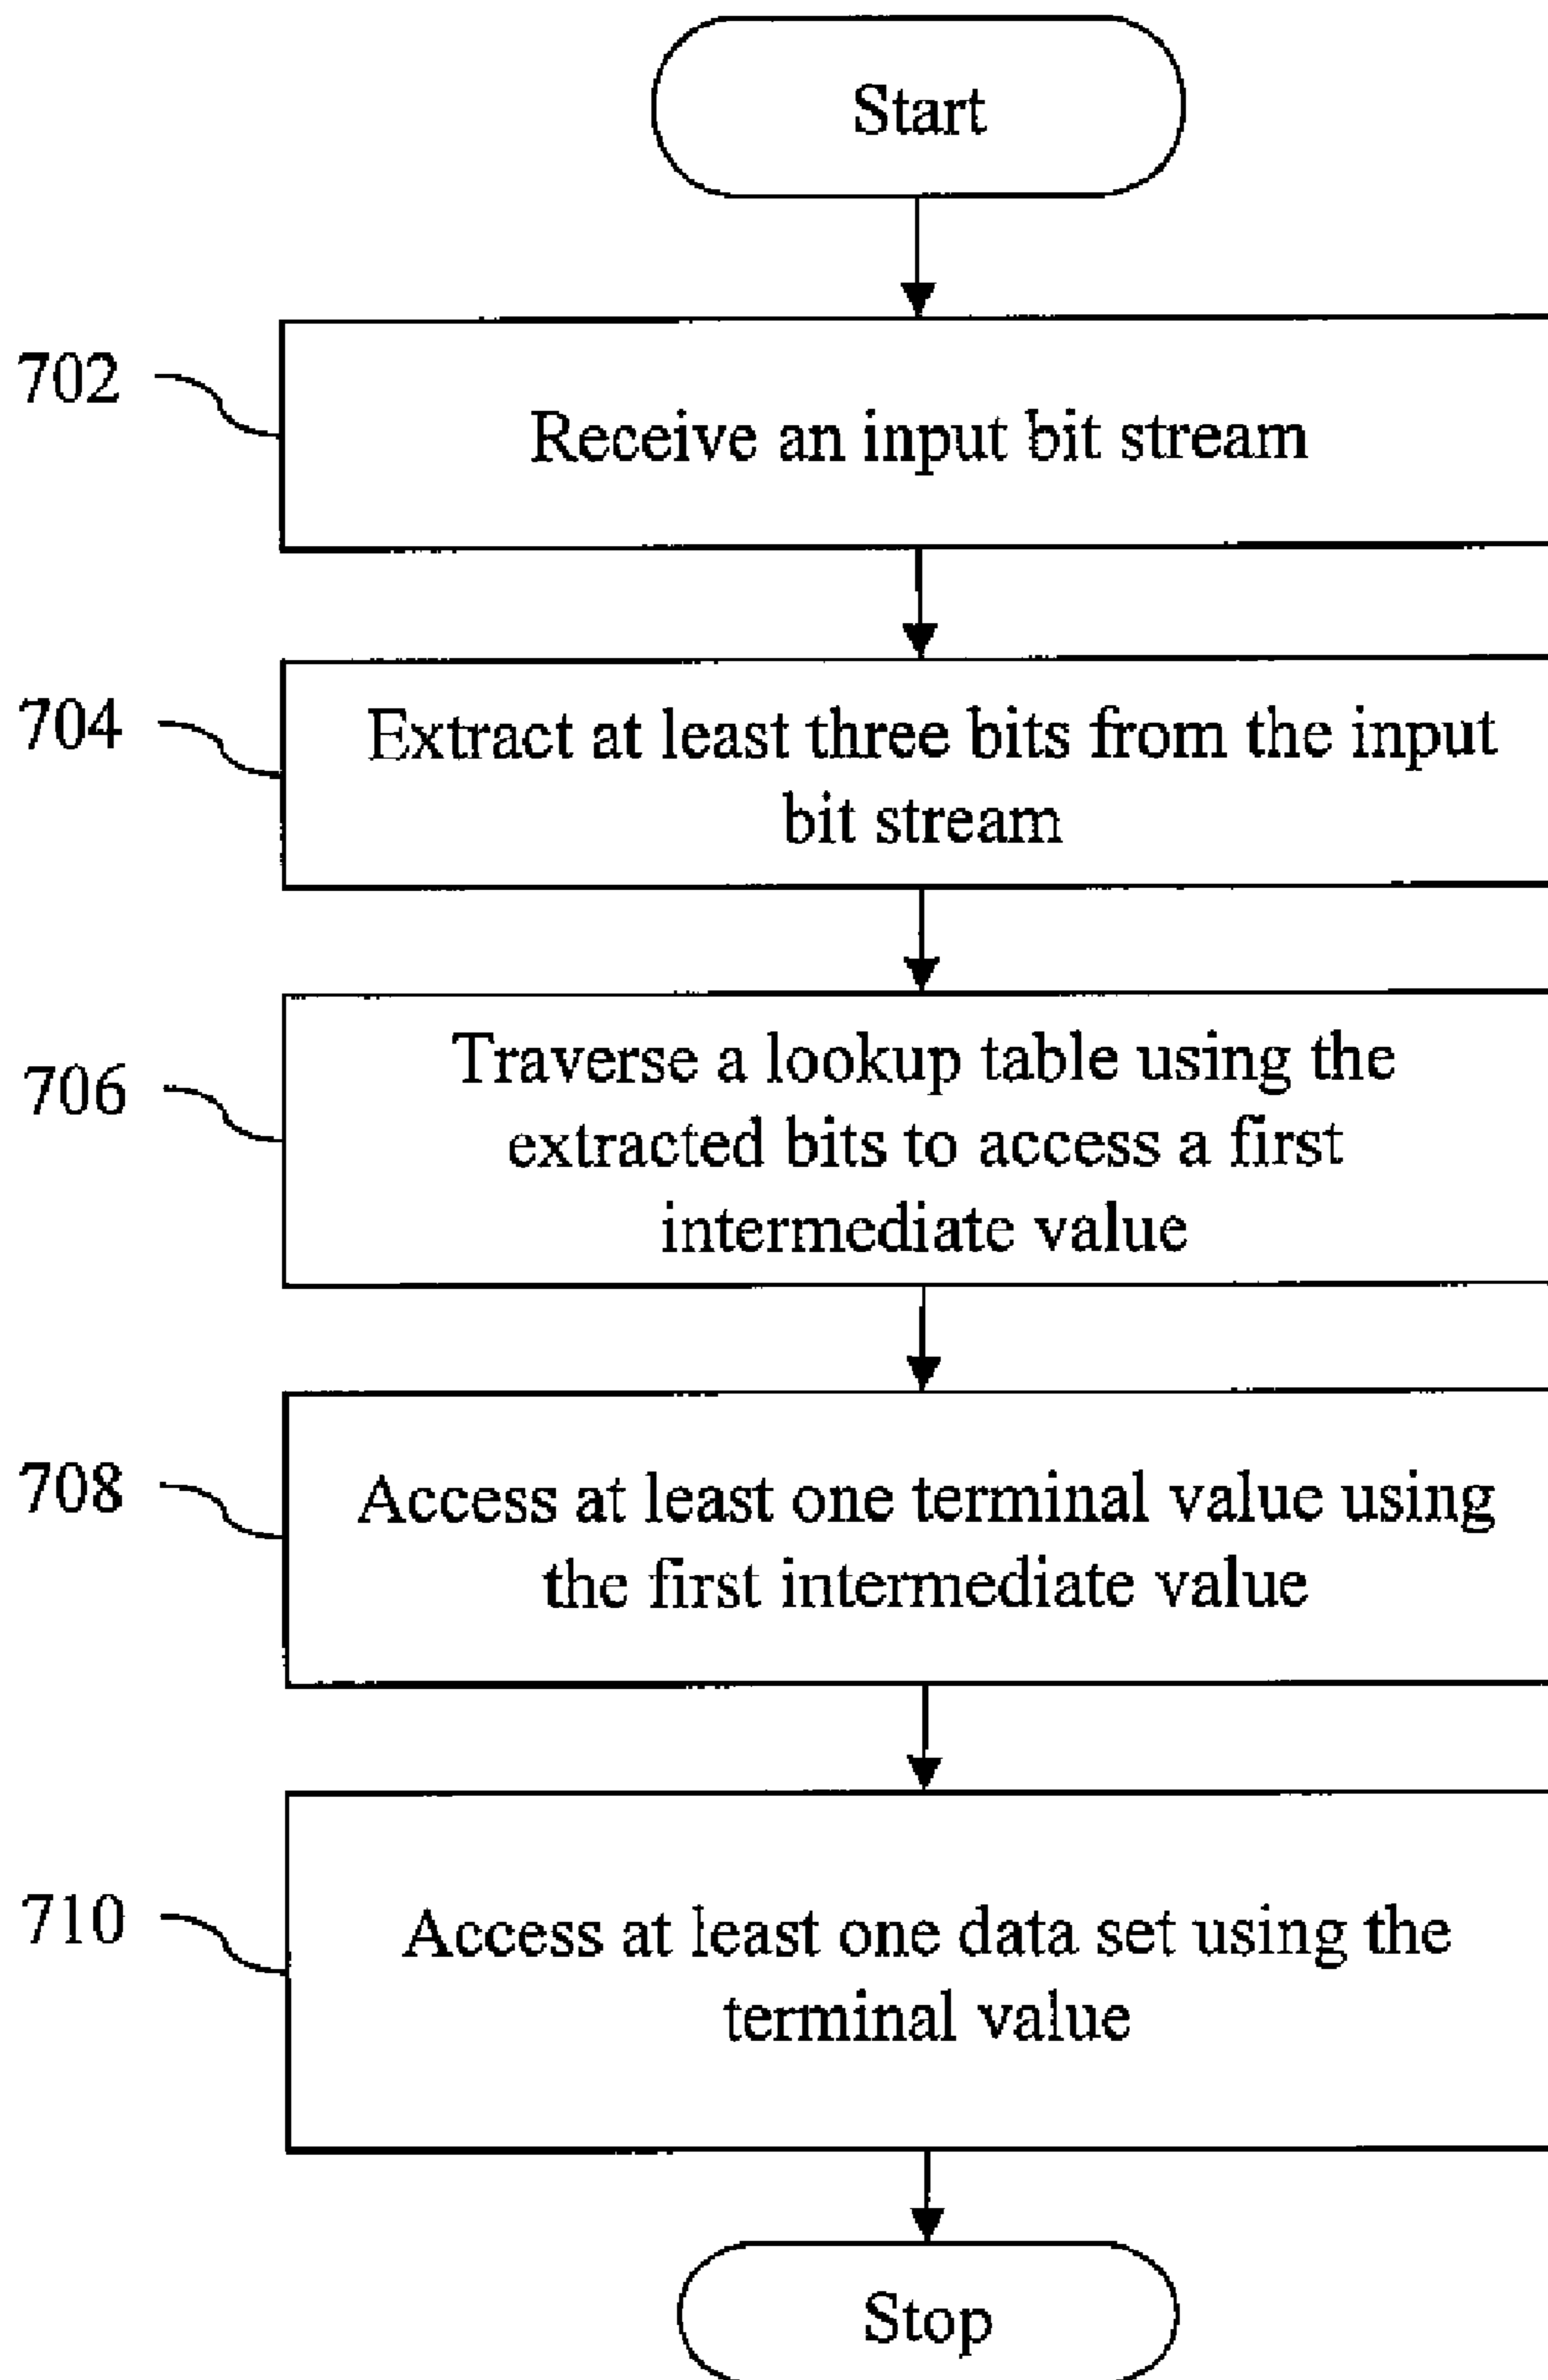 Start
702
Receive an input bit stream
704
Extract at least three bits from the input
bit stream
706
Traverse a lookup table using the
extracted bits to access a first
intermediate value
708
Access at least one terminal value using
the first intermediate value
710
Access at least one data set using the
terminal value
Stop